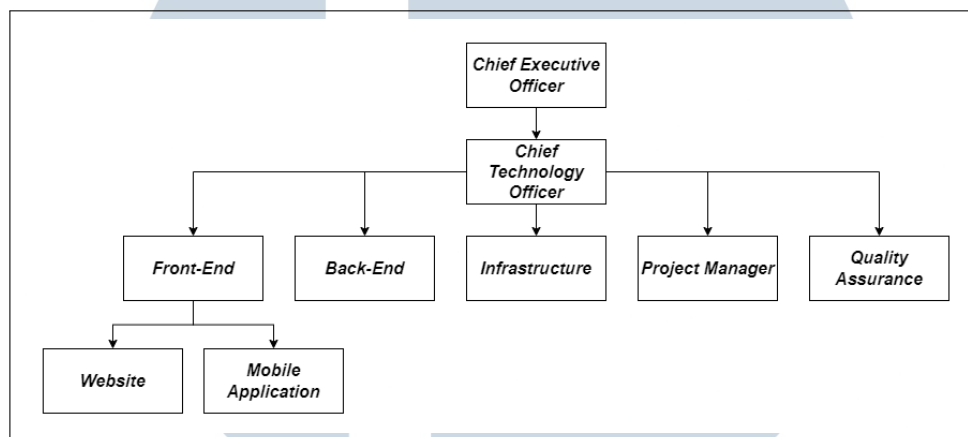 Chief Executive
Officer
Chief
Technology
Officer
Front-End
Back-End
Infrastructure
Project Manager
Quality
Assurance
Website
Mobile
Application